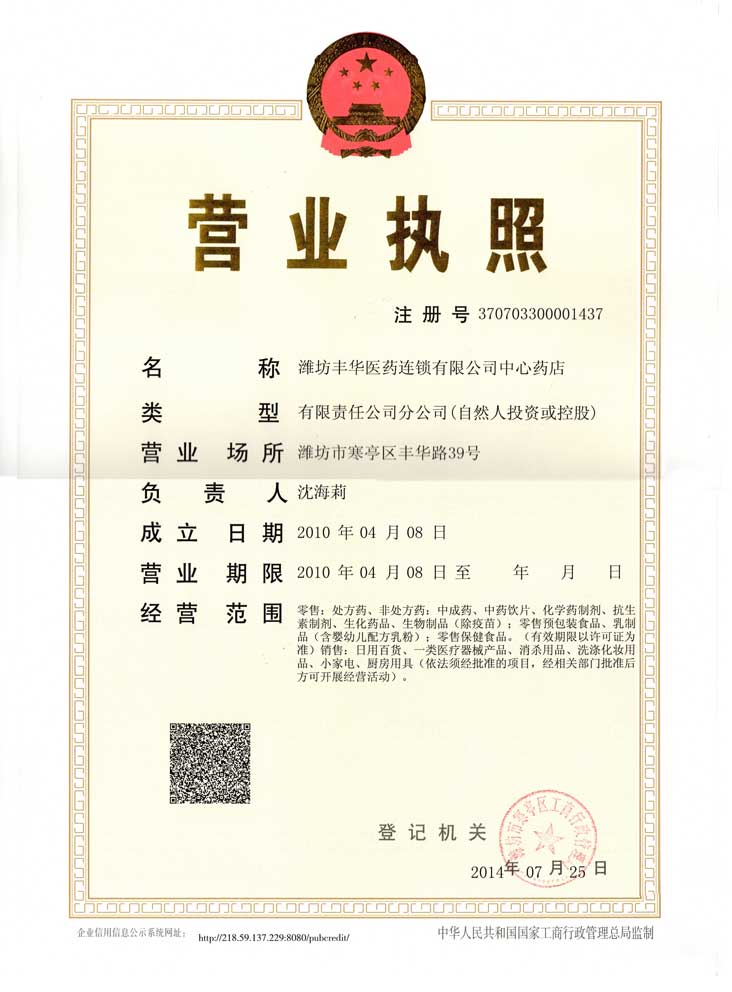 营业执照
注册号 370703300001437
名称 潍坊丰华医药连锁有限公司中心药店
类型 有限责任公司分公司(自然人投资或控股)
营业场所 潍坊市寒亭区丰华路39号
负责人 沈海莉
成立日期 2010 年 04 月 08 日
营业期限 2010 年 04 月 08 日 至 年 月 日
经营范围 零售：处方药、非处方药：中成药、中药饮片、化学药制剂、抗生
素制剂、生化药品、生物制品（除疫苗）；零售预包装食品、乳制
品（含婴幼儿配方乳粉）；零售保健食品。（有效期限以许可证为
准）销售：日用百货、一类医疗器械产品、消杀用品、洗涤化妆用
品、小家电、厨房用具（依法须经批准的项目，经相关部门批准后
方可开展经营活动）。
潍坊市寒亭区工商行政管理局
登记机关
2014年 07 月 25 日
企业信用信息公示系统网址： http://218.59.137.229:8080/pubcredit/
中华人民共和国国家工商行政管理总局监制